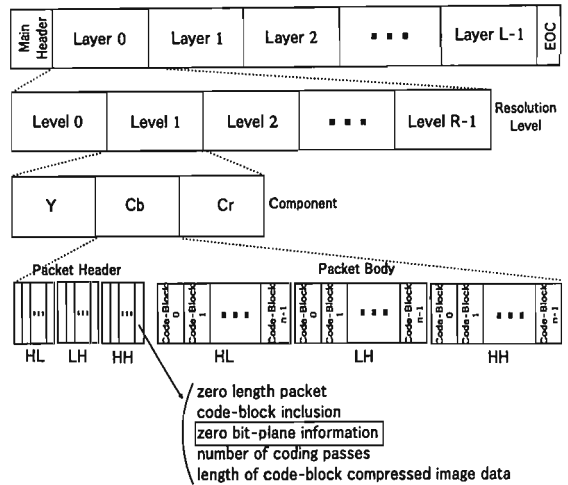 Main Header Layer 0 Layer 1 Layer 2 ▪ ▪ ▪ Layer L-1 EOC
Level 0 Level 1 Level 2 ▪ ▪ ▪ Level R-1 Resolution Level
Y Cb Cr Component
Packet Header Packet Body
▪▪▪ ▪▪▪ ▪▪▪ Code-Block 0 Code-Block 1 ▪ ▪ ▪ Code-Block n-1 Code-Block 0 Code-Block 1 ▪ ▪ ▪ Code-Block n-1 Code-Block 0 Code-Block 1 ▪ ▪ ▪ Code-Block n-1
HL LH HH HL LH HH
zero length packet
code-block inclusion
zero bit-plane information
number of coding passes
length of code-block compressed image data